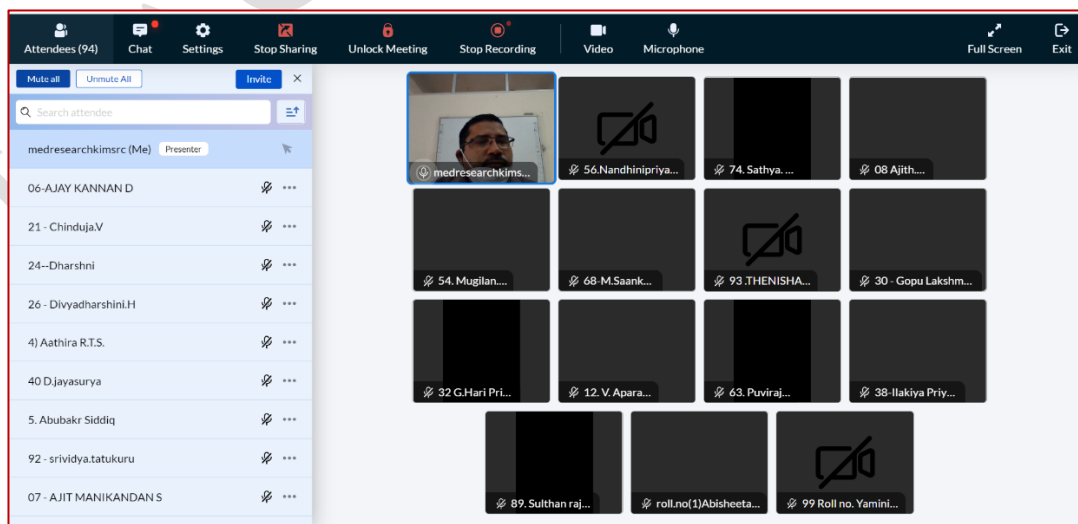 Attendees (94) Chat Settings Stop Sharing Unlock Meeting Stop Recording Video Microphone Full Screen Exit
Mute all Unmute All Invite
Search attendee
medresearchkimsrc (Me) Presenter
06-AJAY KANNAN D
21 - Chinduja.V
24--Dharshni
26 - Divyadharshini.H
4) Aathira R.T.S.
40 D.jayasurya
5. Abubakr Siddiq
92 - srividya.tatukuru
07 - AJIT MANIKANDAN S
medresearchkims... 56.Nandhinipriya... 74. Sathya. ... 08 Ajith....
54. Mugilan.... 68-M.Saank... 93 .THENISHA... 30 - Gopu Lakshm...
32 G.Hari Pri... 12. V. Apara... 63. Puviraj... 38-Ilakiya Priy...
89. Sulthan raj... roll.no(1)Abisheeta... 99 Roll no. Yamini...